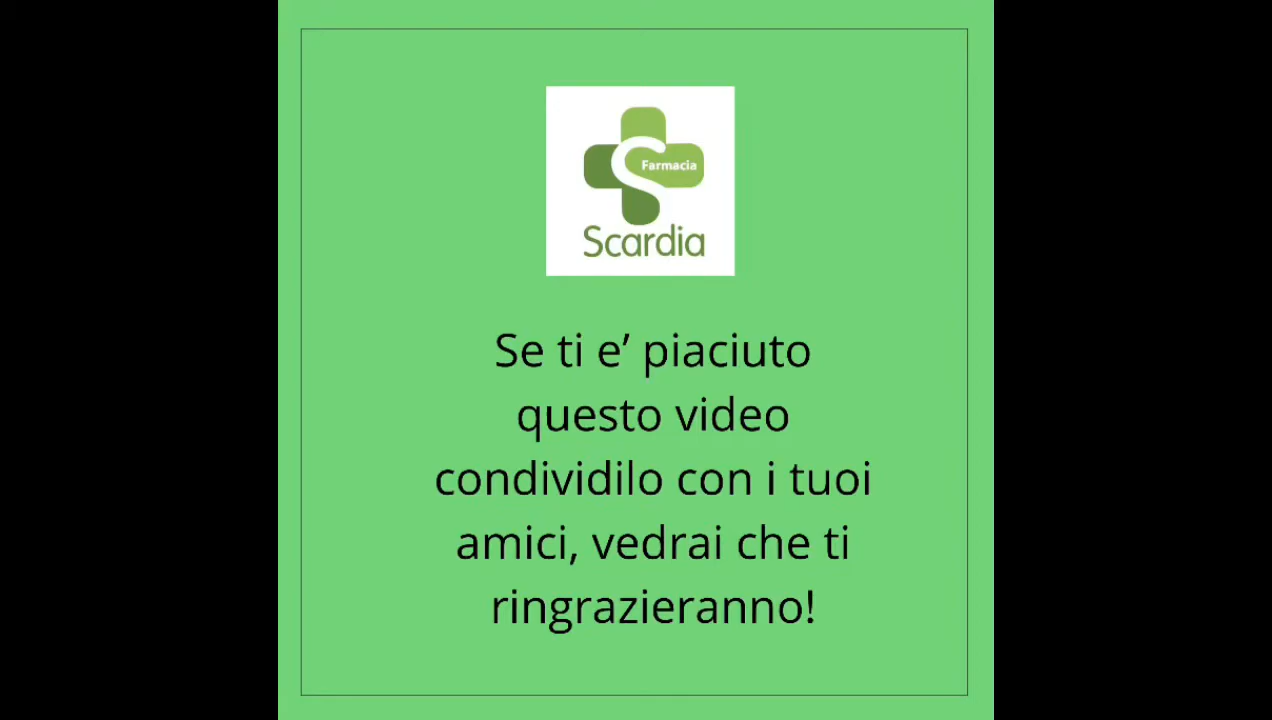 Farmacia
Scardia
Se ti e’ piaciuto
questo video
condividilo con i tuoi
amici, vedrai che ti
ringrazieranno!